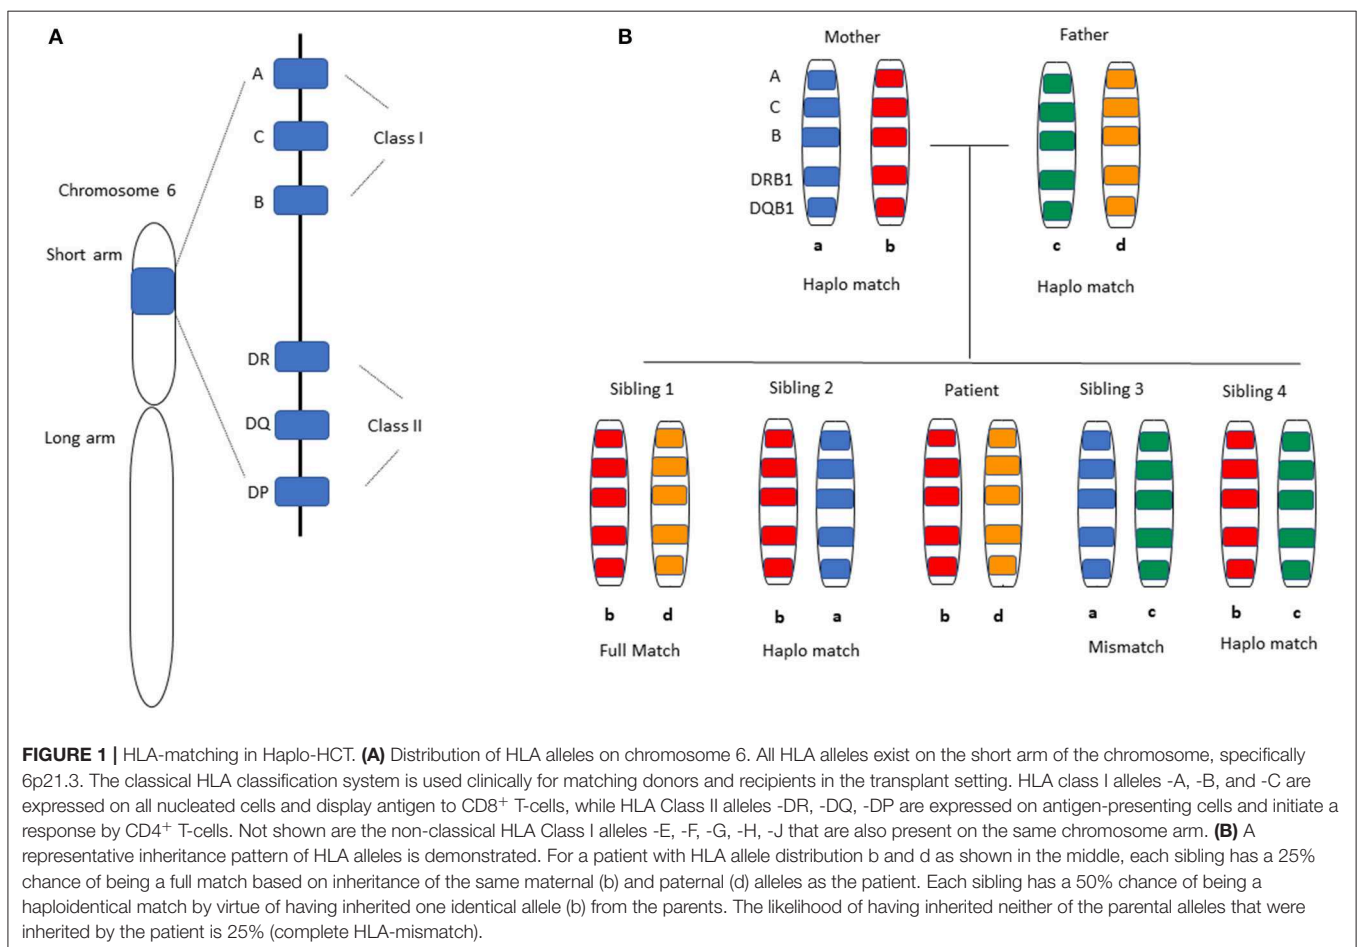 A
A
C
Class I
B
Chromosome 6
Short arm
DR
DQ
Class II
Long arm
DP
B
Mother
Father
A
C
B
DRB1
DQB1
a b c d
Haplo match Haplo match
Sibling 1 Sibling 2 Patient Sibling 3 Sibling 4
b d b a b d a c b c
Full Match Haplo match Mismatch Haplo match
FIGURE 1 | HLA-matching in Haplo-HCT. (A) Distribution of HLA alleles on chromosome 6. All HLA alleles exist on the short arm of the chromosome, specifically
6p21.3. The classical HLA classification system is used clinically for matching donors and recipients in the transplant setting. HLA class I alleles -A, -B, and -C are
expressed on all nucleated cells and display antigen to CD8+ T-cells, while HLA Class II alleles -DR, -DQ, -DP are expressed on antigen-presenting cells and initiate a
response by CD4+ T-cells. Not shown are the non-classical HLA Class I alleles -E, -F, -G, -H, -J that are also present on the same chromosome arm. (B) A
representative inheritance pattern of HLA alleles is demonstrated. For a patient with HLA allele distribution b and d as shown in the middle, each sibling has a 25%
chance of being a full match based on inheritance of the same maternal (b) and paternal (d) alleles as the patient. Each sibling has a 50% chance of being a
haploidentical match by virtue of having inherited one identical allele (b) from the parents. The likelihood of having inherited neither of the parental alleles that were
inherited by the patient is 25% (complete HLA-mismatch).